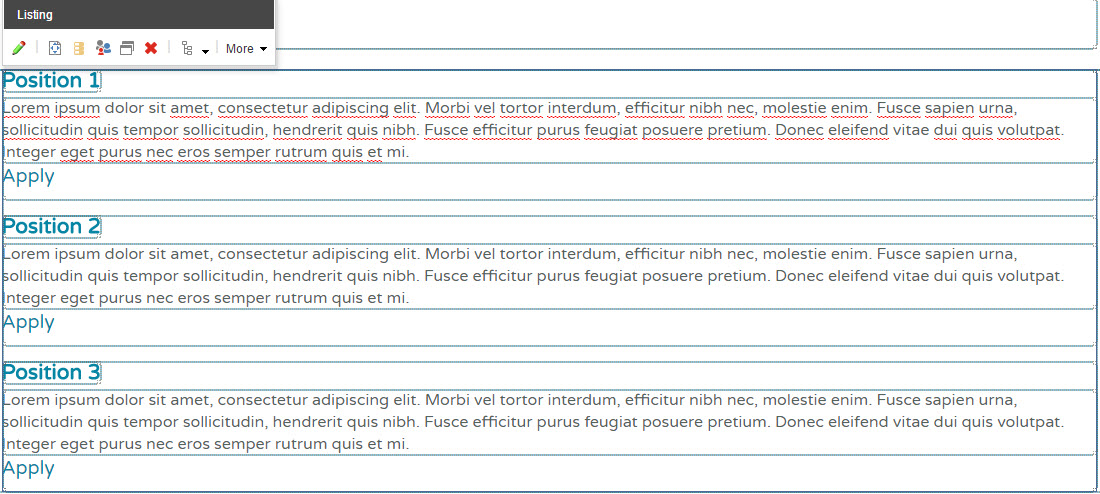 Listing
More
Position 1
Lorem ipsum dolor sit amet, consectetur adipiscing elit. Morbi vel tortor interdum, efficitur nibh nec, molestie enim. Fusce sapien urna,
sollicitudin quis tempor sollicitudin, hendrerit quis nibh. Fusce efficitur purus feugiat posuere pretium. Donec eleifend vitae dui quis volutpat.
Integer eget purus nec eros semper rutrum quis et mi.
Apply
Position 2
Lorem ipsum dolor sit amet, consectetur adipiscing elit. Morbi vel tortor interdum, efficitur nibh nec, molestie enim. Fusce sapien urna,
sollicitudin quis tempor sollicitudin, hendrerit quis nibh. Fusce efficitur purus feugiat posuere pretium. Donec eleifend vitae dui quis volutpat.
Integer eget purus nec eros semper rutrum quis et mi.
Apply
Position 3
Lorem ipsum dolor sit amet, consectetur adipiscing elit. Morbi vel tortor interdum, efficitur nibh nec, molestie enim. Fusce sapien urna,
sollicitudin quis tempor sollicitudin, hendrerit quis nibh. Fusce efficitur purus feugiat posuere pretium. Donec eleifend vitae dui quis volutpat.
Integer eget purus nec eros semper rutrum quis et mi.
Apply